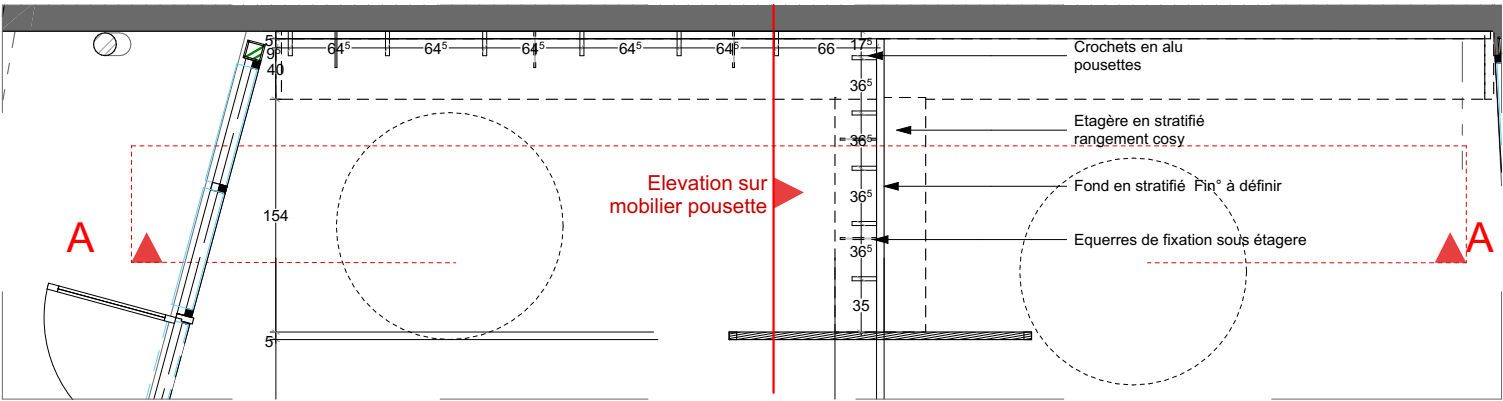 5
9⁵
40
64⁵
64⁵
64⁵
64⁵
64⁵
66
17⁵
36⁵
36⁵
36⁵
36⁵
35
154
5
Crochets en alu
pousettes
Etagère en stratifié
rangement cosy
Fond en stratifié Fin° à définir
Equerres de fixation sous étagere
Elevation sur
mobilier pousette
A
A